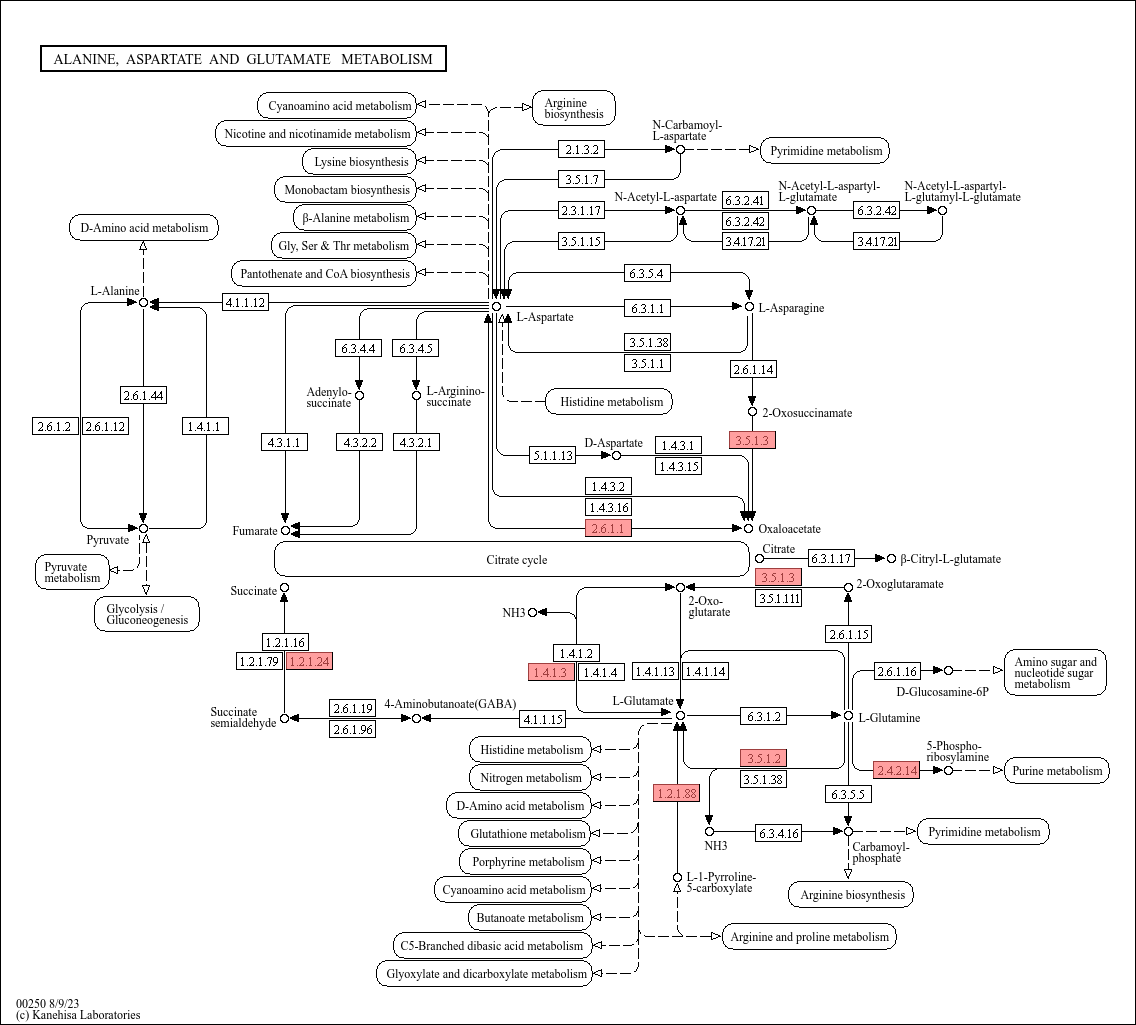 ALANINE, ASPARTATE AND GLUTAMATE METABOLISM
Cyanoamino acid metabolism
Arginine
biosynthesis
Nicotine and nicotinamide metabolism
N-Carbamoyl-
L-aspartate
2.1.3.2
Pyrimidine metabolism
Lysine biosynthesis
3.5.1.7
Monobactam biosynthesis
N-Acetyl-L-aspartate
N-Acetyl-L-aspartyl-
L-glutamate
N-Acetyl-L-aspartyl-
L-glutamyl-L-glutamate
6.3.2.41
2.3.1.17
6.3.2.42
6.3.2.42
β-Alanine metabolism
D-Amino acid metabolism
3.5.1.15
3.4.17.21
3.4.17.21
Gly, Ser & Thr metabolism
Pantothenate and CoA biosynthesis
6.3.5.4
L-Alanine
4.1.1.12
L-Aspartate
6.3.1.1
L-Asparagine
6.3.4.4
6.3.4.5
3.5.1.38
3.5.1.1
2.6.1.14
2.6.1.44
Adenylo-
succinate
L-Arginino-
succinate
Histidine metabolism
2-Oxosuccinamate
2.6.1.2
2.6.1.12
1.4.1.1
4.3.1.1
4.3.2.2
4.3.2.1
D-Aspartate
5.1.1.13
1.4.3.1
1.4.3.15
3.5.1.3
1.4.3.2
1.4.3.16
2.6.1.1
Oxaloacetate
Pyruvate
Fumarate
Citrate cycle
Citrate
6.3.1.17
β-Citryl-L-glutamate
Pyruvate
metabolism
Glycolysis /
Gluconeogenesis
Succinate
3.5.1.3
3.5.1.111
2-Oxoglutaramate
NH3
2-Oxo-
glutarate
1.2.1.16
1.2.1.79
1.2.1.24
1.4.1.2
1.4.1.3
1.4.1.4
1.4.1.13
1.4.1.14
2.6.1.15
2.6.1.16
D-Glucosamine-6P
Amino sugar and
nucleotide sugar
metabolism
Succinate
semialdehyde
2.6.1.19
2.6.1.96
4-Aminobutanoate(GABA)
4.1.1.15
L-Glutamate
6.3.1.2
L-Glutamine
Histidine metabolism
Nitrogen metabolism
D-Amino acid metabolism
Glutathione metabolism
Porphyrine metabolism
Cyanoamino acid metabolism
Butanoate metabolism
C5-Branched dibasic acid metabolism
Glyoxylate and dicarboxylate metabolism
3.5.1.2
3.5.1.38
1.2.1.88
2.4.2.14
5-Phospho-
ribosylamine
Purine metabolism
6.3.5.5
NH3
6.3.4.16
Carbamoyl-
phosphate
Pyrimidine metabolism
L-1-Pyrroline-
5-carboxylate
Arginine biosynthesis
Arginine and proline metabolism
00250 8/9/23
(c) Kanehisa Laboratories